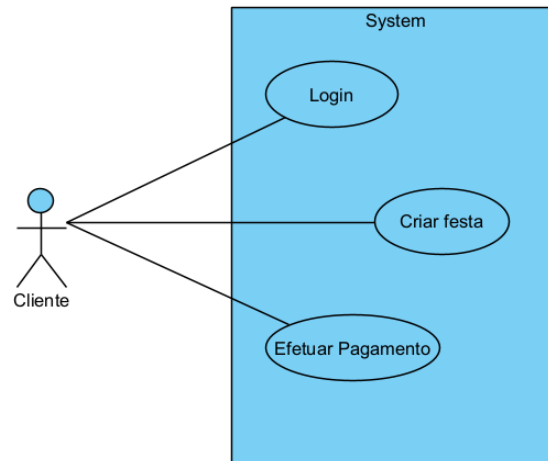 System
Login
Criar festa
Cliente
Efetuar Pagamento